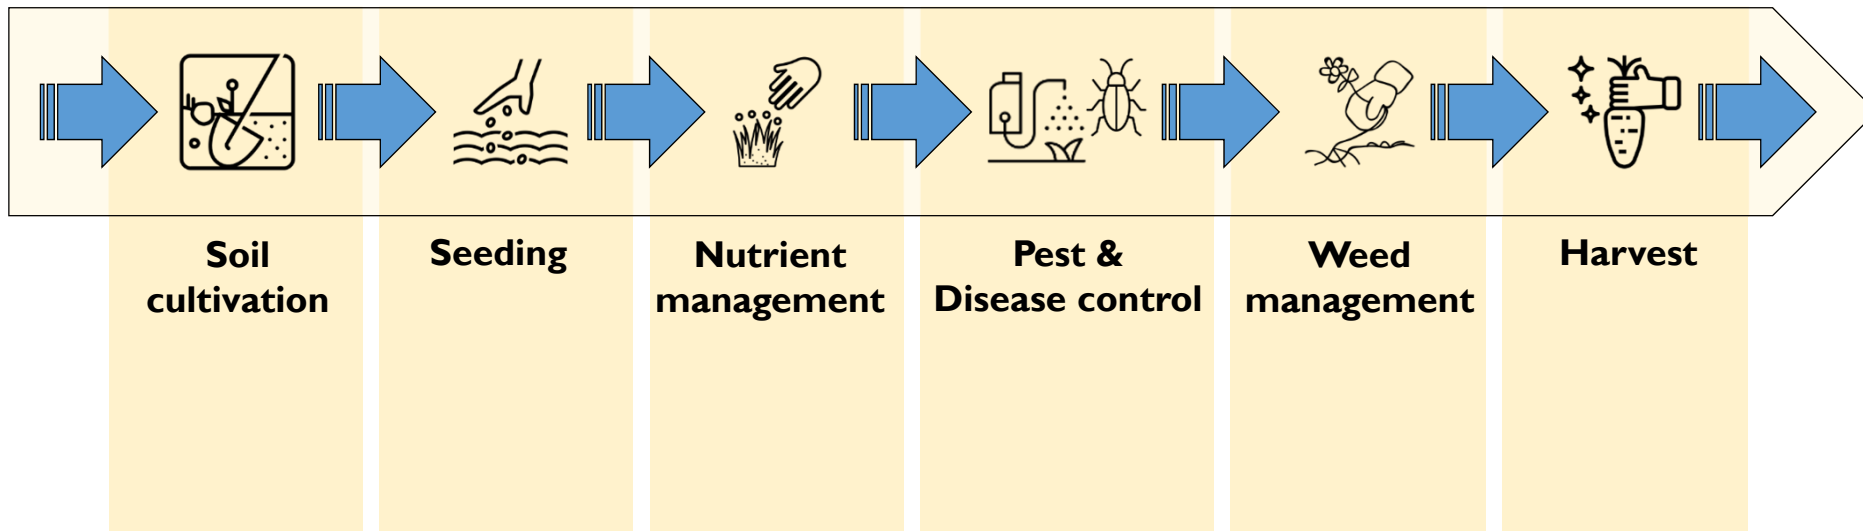 Soil
cultivation
Seeding
Nutrient
management
Pest &
Disease control
Weed
management
Harvest